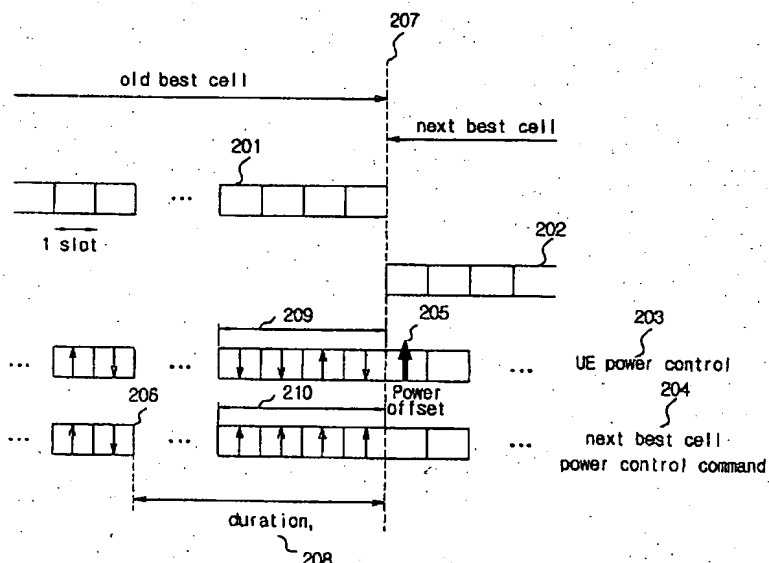 207
old best cell
next best cell
201
...
1 slot
202
209
205
203
...
...
...
UE power control
206
210
Power
offset
204
...
...
...
next best cell
power control command
duration,
208